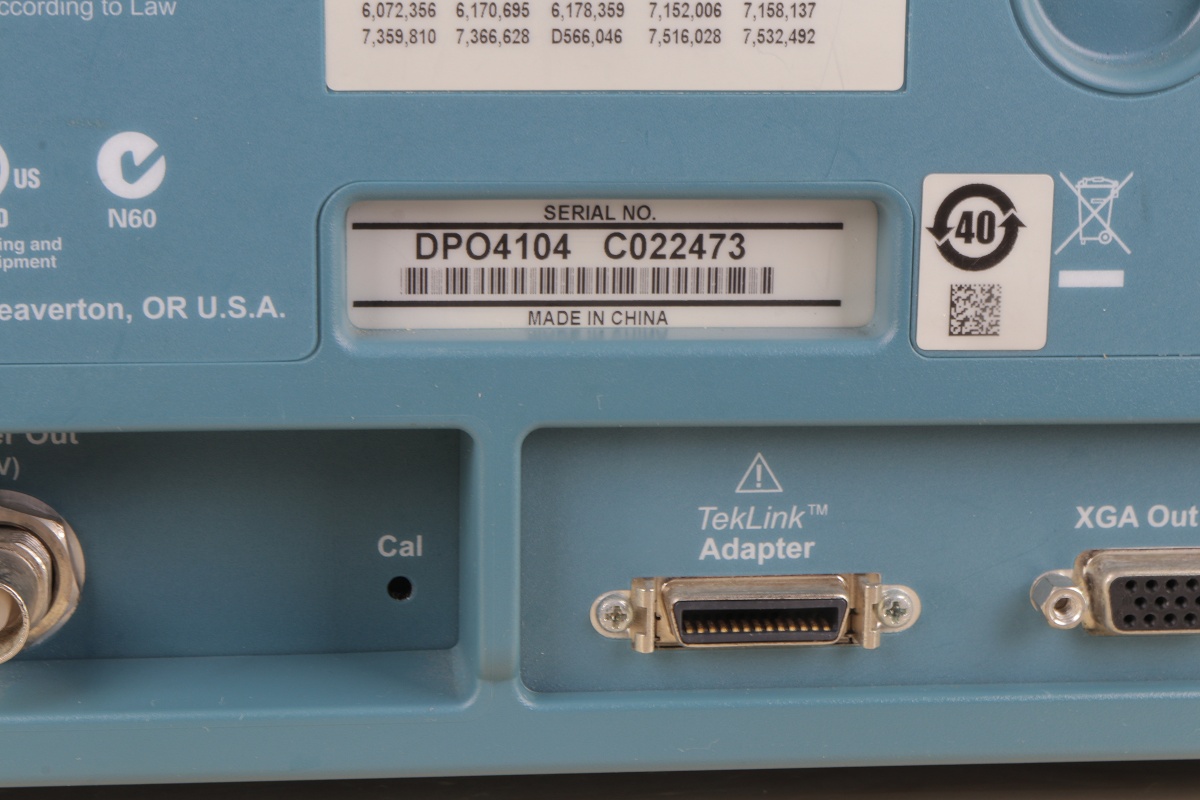 ccording to Law
6,072,356 6,170,695 6,178,359 7,152,006 7,158,137
7,359,810 7,366,628 D566,046 7,516,028 7,532,492
US
N60
ing and
ipment
eaverton, OR U.S.A.
SERIAL NO.
DPO4104 C022473
MADE IN CHINA
40
er Out
V)
Cal
TekLink™
Adapter
XGA Out